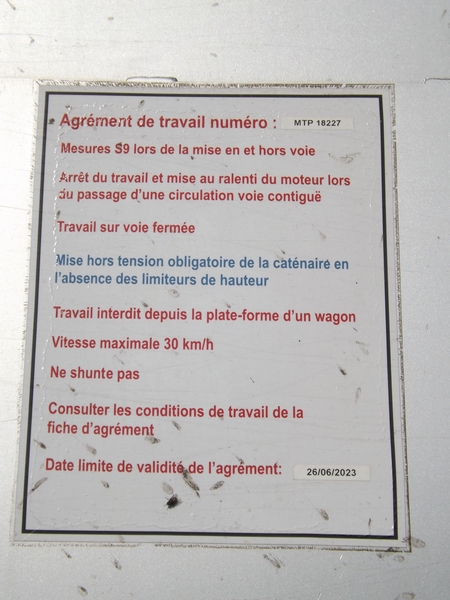 Agrément de travail numéro : MTP 18227
Mesures S9 lors de la mise en et hors voie
Arrêt du travail et mise au ralenti du moteur lors
du passage d'une circulation voie contiguë
Travail sur voie fermée
Mise hors tension obligatoire de la caténaire en
l'absence des limiteurs de hauteur
Travail interdit depuis la plate-forme d'un wagon
Vitesse maximale 30 km/h
Ne shunte pas
Consulter les conditions de travail de la
fiche d'agrément
Date limite de validité de l'agrément: 26/06/2023